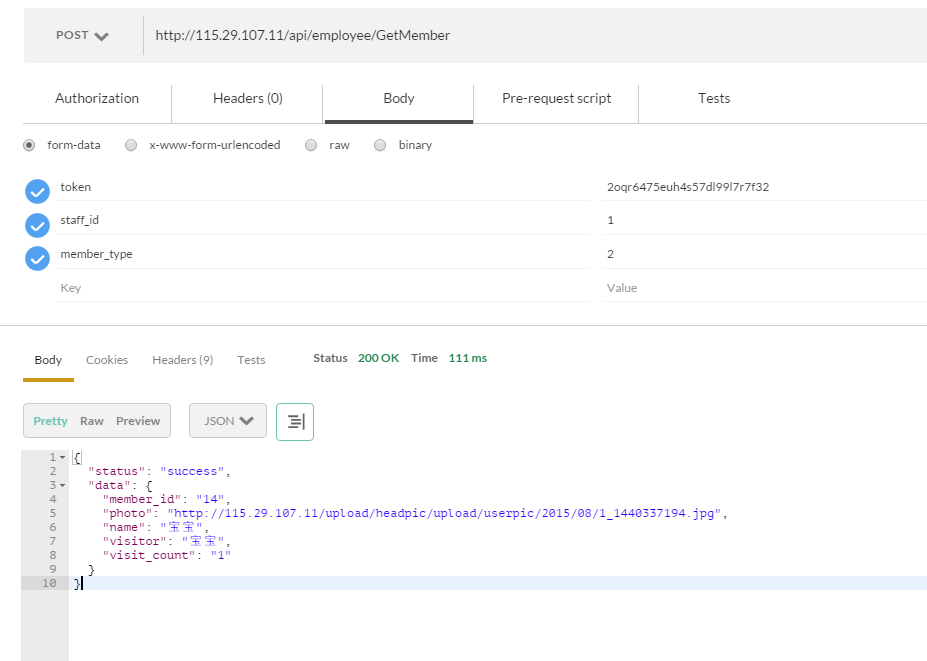 POST http://115.29.107.11/api/employee/GetMember
Authorization Headers (0) Body Pre-request script Tests
form-data x-www-form-urlencoded raw binary
token 2oqr6475euh4s57dl99l7r7f32
staff_id 1
member_type 2
Key Value
Body Cookies Headers (9) Tests Status 200 OK Time 111 ms
Pretty Raw Preview JSON
1 {
2 "status": "success",
3 "data": {
4 "member_id": "14",
5 "photo": "http://115.29.107.11/upload/headpic/upload/userpic/2015/08/1_1440337194.jpg",
6 "name": "宝宝",
7 "visitor": "宝宝",
8 "visit_count": "1"
9 }
10 }